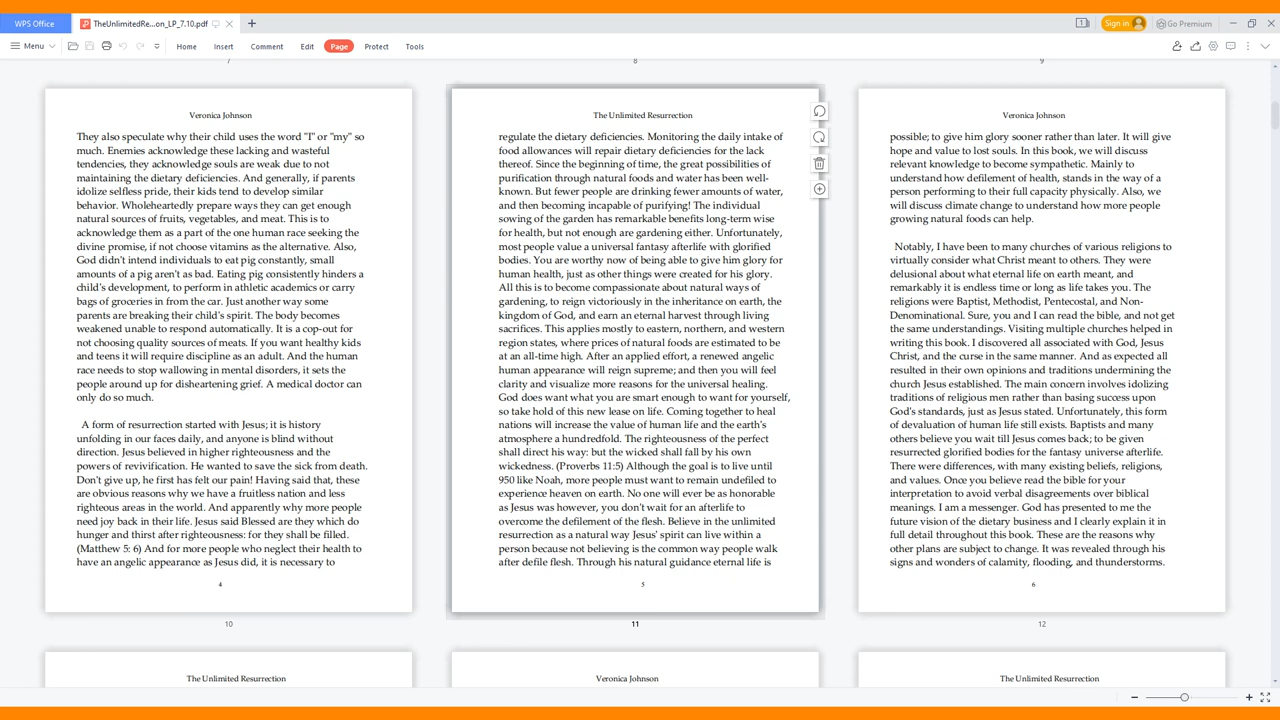 WPS Office
TheUnlimitedRe...on_LP_7.10.pdf
1
Sign in
Go Premium
Menu
Home
Insert
Comment
Edit
Page
Protect
Tools
7
8
9
Veronica Johnson
They also speculate why their child uses the word "I" or "my" so
much. Enemies acknowledge these lacking and wasteful
tendencies, they acknowledge souls are weak due to not
maintaining the dietary deficiencies. And generally, if parents
idolize selfless pride, their kids tend to develop similar
behavior. Wholeheartedly prepare ways they can get enough
natural sources of fruits, vegetables, and meat. This is to
acknowledge them as a part of the one human race seeking the
divine promise, if not choose vitamins as the alternative. Also,
God didn't intend individuals to eat pig constantly, small
amounts of a pig aren't as bad. Eating pig consistently hinders a
child's development, to perform in athletic academics or carry
bags of groceries in from the car. Just another way some
parents are breaking their child's spirit. The body becomes
weakened unable to respond automatically. It is a cop-out for
not choosing quality sources of meats. If you want healthy kids
and teens it will require discipline as an adult. And the human
race needs to stop wallowing in mental disorders, it sets the
people around up for disheartening grief. A medical doctor can
only do so much.
A form of resurrection started with Jesus; it is history
unfolding in our faces daily, and anyone is blind without
direction. Jesus believed in higher righteousness and the
powers of revivification. He wanted to save the sick from death.
Don't give up, he first has felt our pain! Having said that, these
are obvious reasons why we have a fruitless nation and less
righteous areas in the world. And apparently why more people
need joy back in their life. Jesus said Blessed are they which do
hunger and thirst after righteousness: for they shall be filled.
(Matthew 5: 6) And for more people who neglect their health to
have an angelic appearance as Jesus did, it is necessary to
4
10
The Unlimited Resurrection
regulate the dietary deficiencies. Monitoring the daily intake of
food allowances will repair dietary deficiencies for the lack
thereof. Since the beginning of time, the great possibilities of
purification through natural foods and water has been well-
known. But fewer people are drinking fewer amounts of water,
and then becoming incapable of purifying! The individual
sowing of the garden has remarkable benefits long-term wise
for health, but not enough are gardening either. Unfortunately,
most people value a universal fantasy afterlife with glorified
bodies. You are worthy now of being able to give him glory for
human health, just as other things were created for his glory.
All this is to become compassionate about natural ways of
gardening, to reign victoriously in the inheritance on earth, the
kingdom of God, and earn an eternal harvest through living
sacrifices. This applies mostly to eastern, northern, and western
region states, where prices of natural foods are estimated to be
at an all-time high. After an applied effort, a renewed angelic
human appearance will reign supreme; and then you will feel
clarity and visualize more reasons for the universal healing.
God does want what you are smart enough to want for yourself,
so take hold of this new lease on life. Coming together to heal
nations will increase the value of human life and the earth's
atmosphere a hundredfold. The righteousness of the perfect
shall direct his way: but the wicked shall fall by his own
wickedness. (Proverbs 11:5) Although the goal is to live until
950 like Noah, more people must want to remain undefiled to
experience heaven on earth. No one will ever be as honorable
as Jesus was however, you don't wait for an afterlife to
overcome the defilement of the flesh. Believe in the unlimited
resurrection as a natural way Jesus' spirit can live within a
person because not believing is the common way people walk
after defile flesh. Through his natural guidance eternal life is
5
11
Veronica Johnson
possible; to give him glory sooner rather than later. It will give
hope and value to lost souls. In this book, we will discuss
relevant knowledge to become sympathetic. Mainly to
understand how defilement of health, stands in the way of a
person performing to their full capacity physically. Also, we
will discuss climate change to understand how more people
growing natural foods can help.
Notably, I have been to many churches of various religions to
virtually consider what Christ meant to others. They were
delusional about what eternal life on earth meant, and
remarkably it is endless time or long as life takes you. The
religions were Baptist, Methodist, Pentecostal, and Non-
Denominational. Sure, you and I can read the bible, and not get
the same understandings. Visiting multiple churches helped in
writing this book. I discovered all associated with God, Jesus
Christ, and the curse in the same manner. And as expected all
resulted in their own opinions and traditions undermining the
church Jesus established. The main concern involves idolizing
traditions of religious men rather than basing success upon
God's standards, just as Jesus stated. Unfortunately, this form
of devaluation of human life still exists. Baptists and many
others believe you wait till Jesus comes back; to be given
resurrected glorified bodies for the fantasy universe afterlife.
There were differences, with many existing beliefs, religions,
and values. Once you believe read the bible for your
interpretation to avoid verbal disagreements over biblical
meanings. I am a messenger. God has presented to me the
future vision of the dietary business and I clearly explain it in
full detail throughout this book. These are the reasons why
other plans are subject to change. It was revealed through his
signs and wonders of calamity, flooding, and thunderstorms.
6
12
The Unlimited Resurrection
Veronica Johnson
The Unlimited Resurrection